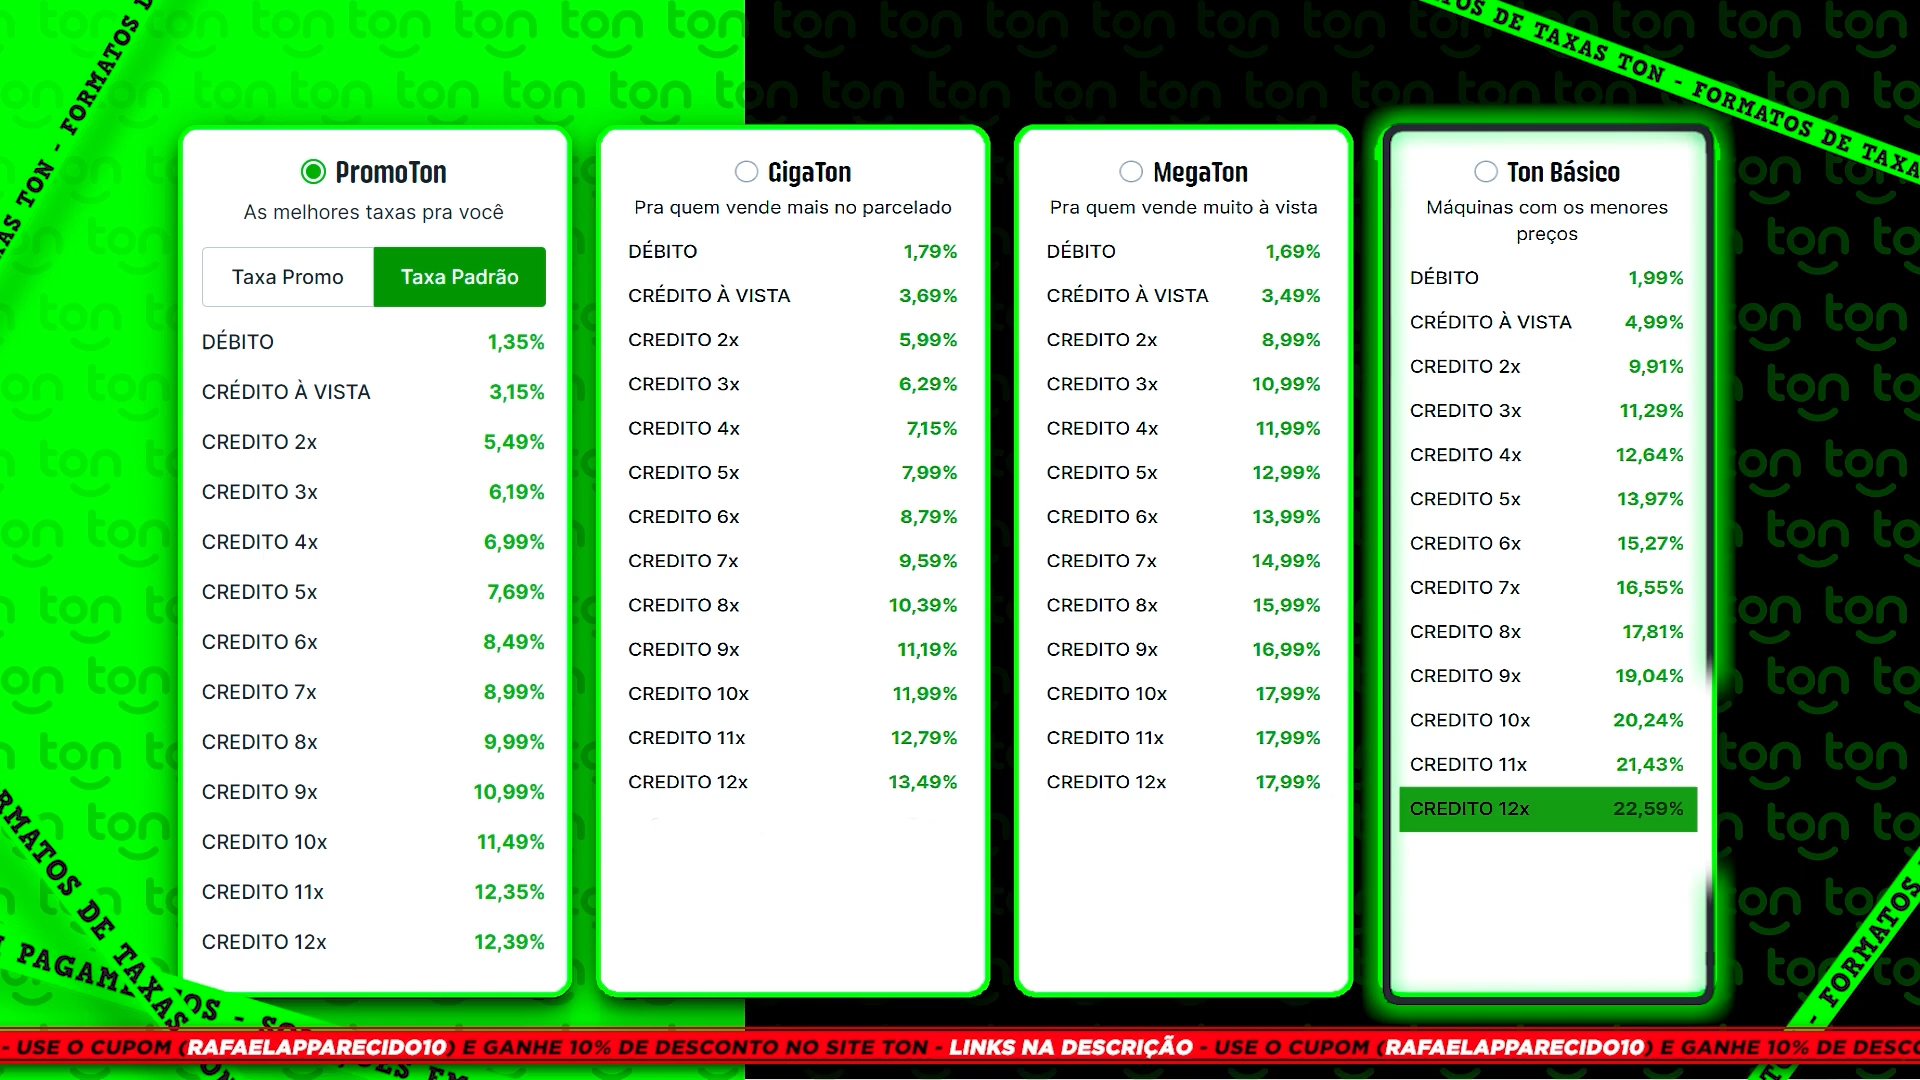 PromoTon
As melhores taxas pra você
Taxa Promo Taxa Padrão
DÉBITO 1,35%
CRÉDITO À VISTA 3,15%
CREDITO 2x 5,49%
CREDITO 3x 6,19%
CREDITO 4x 6,99%
CREDITO 5x 7,69%
CREDITO 6x 8,49%
CREDITO 7x 8,99%
CREDITO 8x 9,99%
CREDITO 9x 10,99%
CREDITO 10x 11,49%
CREDITO 11x 12,35%
CREDITO 12x 12,39%
GigaTon
Pra quem vende mais no parcelado
DÉBITO 1,79%
CRÉDITO À VISTA 3,69%
CREDITO 2x 5,99%
CREDITO 3x 6,29%
CREDITO 4x 7,15%
CREDITO 5x 7,99%
CREDITO 6x 8,79%
CREDITO 7x 9,59%
CREDITO 8x 10,39%
CREDITO 9x 11,19%
CREDITO 10x 11,99%
CREDITO 11x 12,79%
CREDITO 12x 13,49%
MegaTon
Pra quem vende muito à vista
DÉBITO 1,69%
CRÉDITO À VISTA 3,49%
CREDITO 2x 8,99%
CREDITO 3x 10,99%
CREDITO 4x 11,99%
CREDITO 5x 12,99%
CREDITO 6x 13,99%
CREDITO 7x 14,99%
CREDITO 8x 15,99%
CREDITO 9x 16,99%
CREDITO 10x 17,99%
CREDITO 11x 17,99%
CREDITO 12x 17,99%
Ton Básico
Máquinas com os menores
preços
DÉBITO 1,99%
CRÉDITO À VISTA 4,99%
CREDITO 2x 9,91%
CREDITO 3x 11,29%
CREDITO 4x 12,64%
CREDITO 5x 13,97%
CREDITO 6x 15,27%
CREDITO 7x 16,55%
CREDITO 8x 17,81%
CREDITO 9x 19,04%
CREDITO 10x 20,24%
CREDITO 11x 21,43%
CREDITO 12x 22,59%
TON - FORMATOS
DE TAXAS TON - FORMATOS DE TAXA
DE TAXAS
- FORMATOS
- USE O CUPOM (RAFAELAPPARECIDO10) E GANHE 10% DE DESCONTO NO SITE TON - LINKS NA DESCRIÇÃO - USE O CUPOM (RAFAELAPPARECIDO10) E GANHE 10% DE DESCO